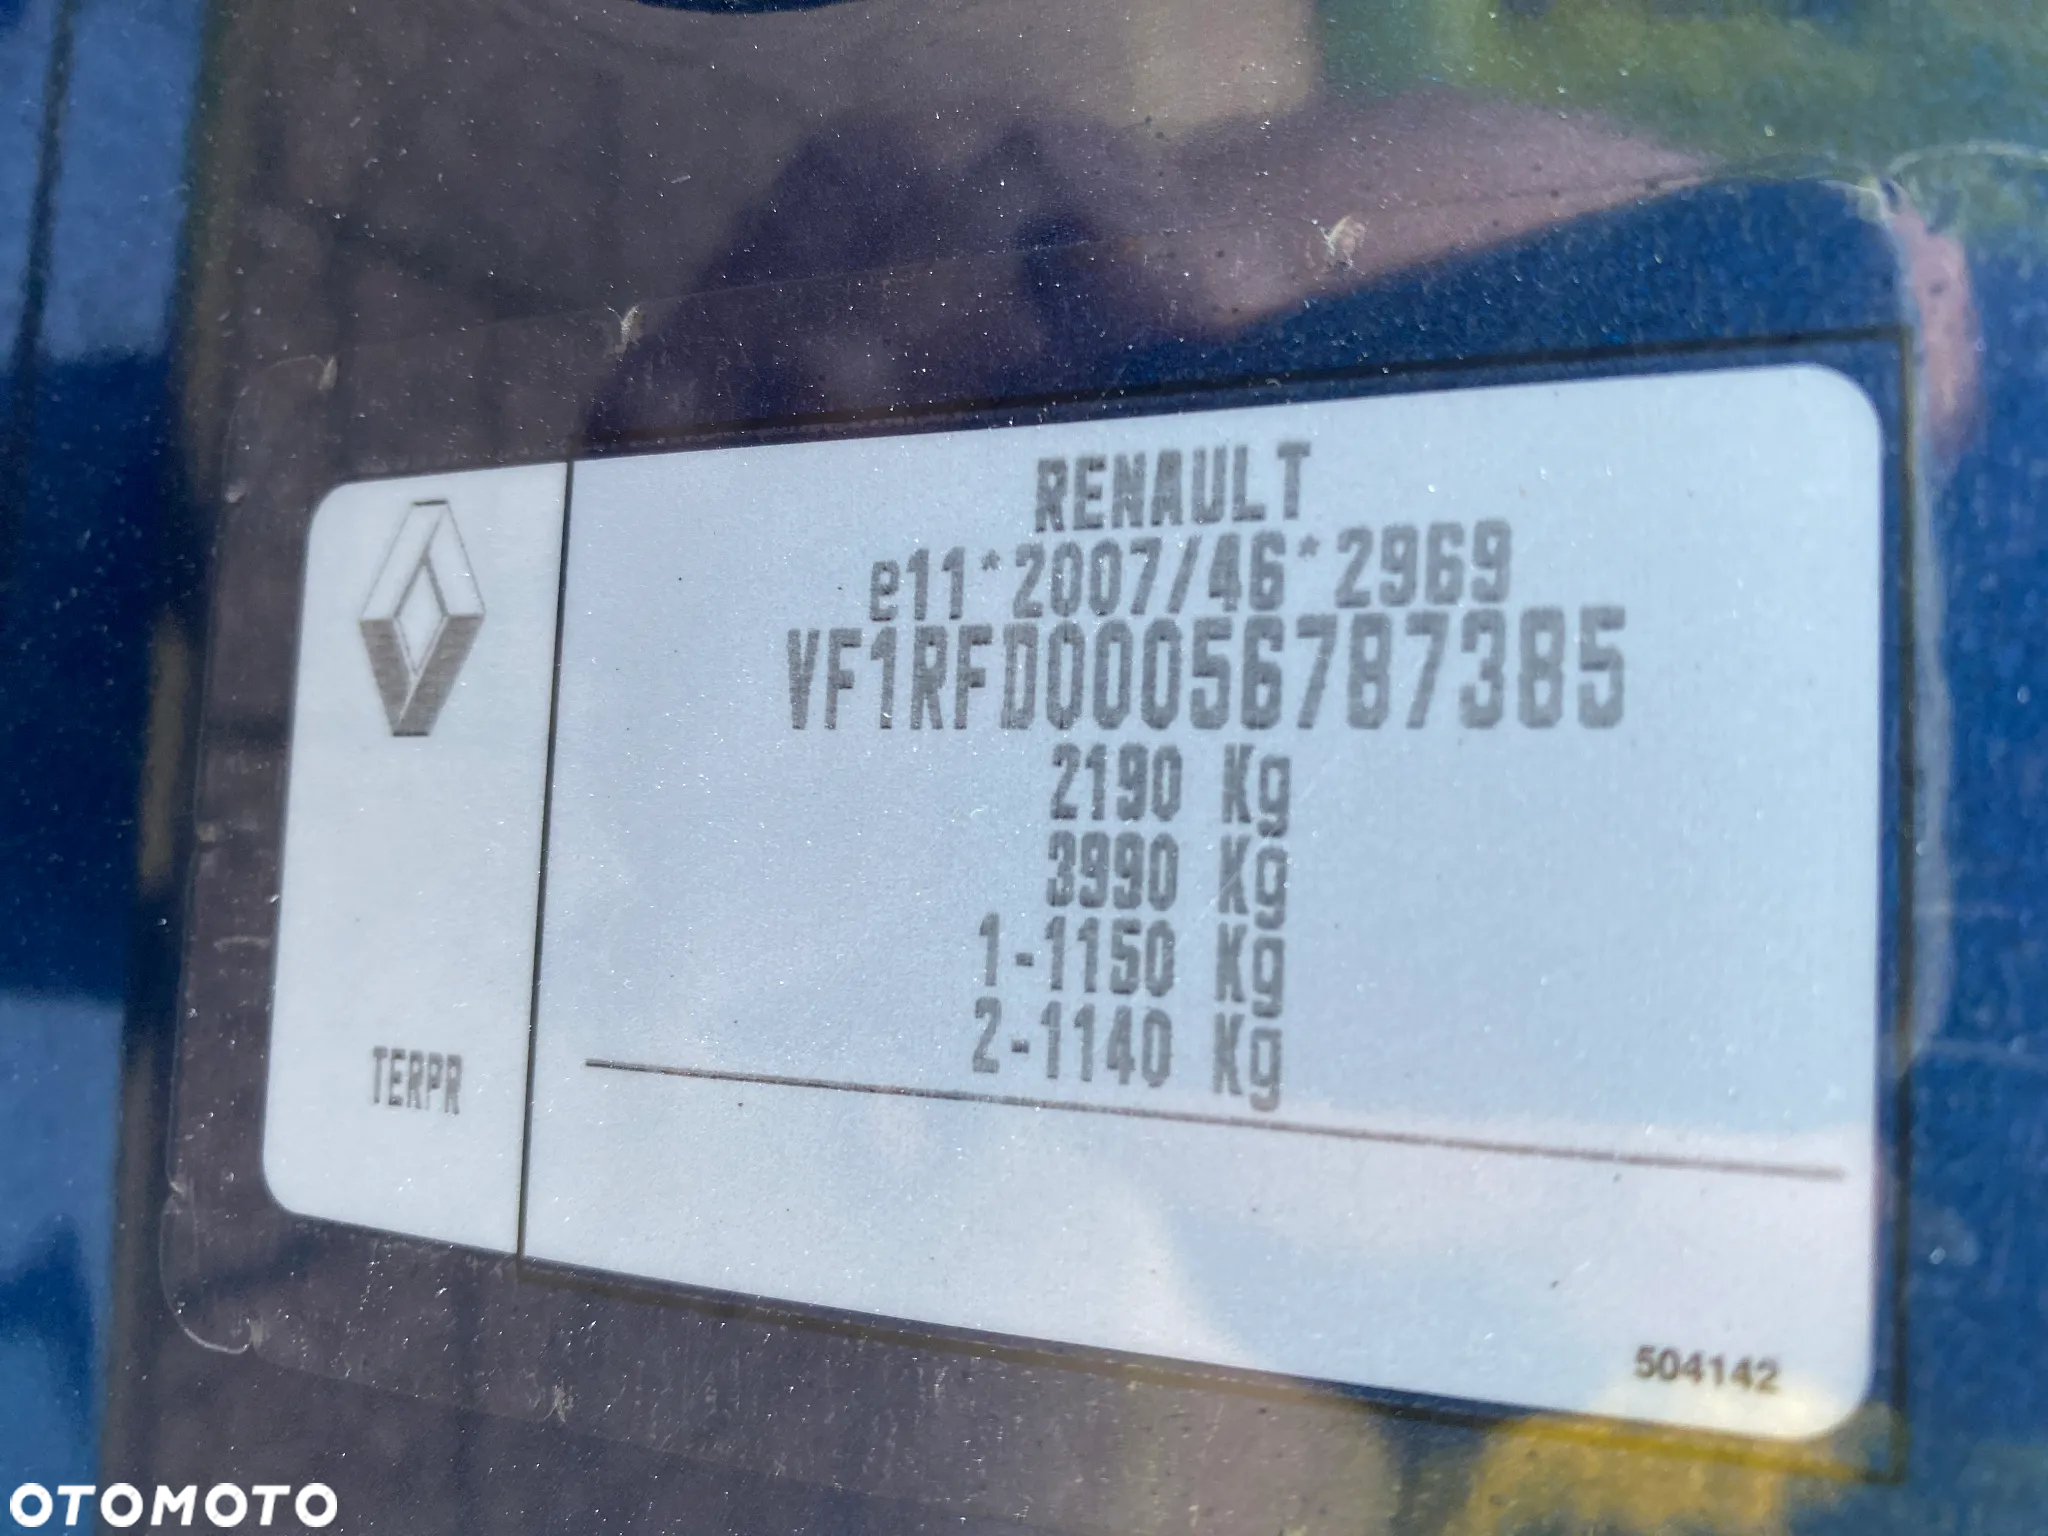 RENAULT
e11*2007/46*2969
VF1RFD00056787385
2190 Kg
3990 Kg
1-1150 Kg
2-1140 Kg
TERPR
504142
OTOMOTO